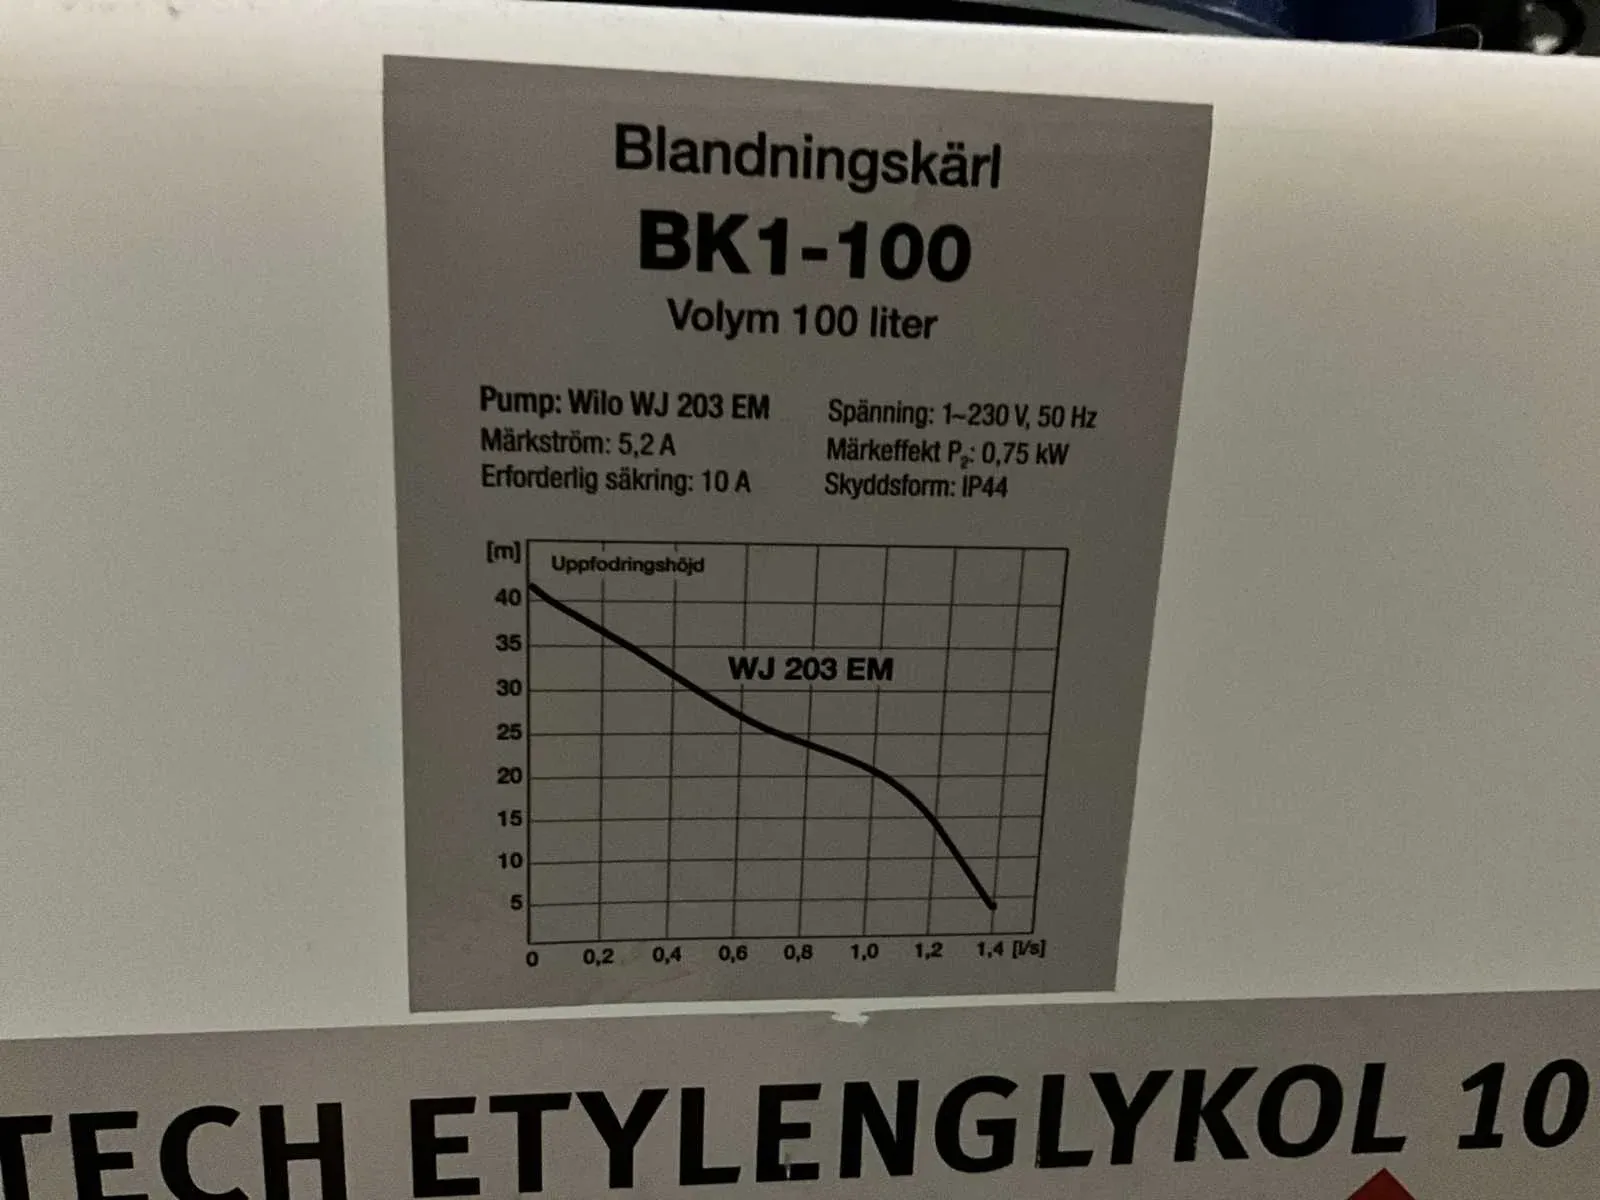 Blandningskärl
BK1-100
Volym 100 liter
Pump: Wilo WJ 203 EM
Märkström: 5,2 A
Erforderlig säkring: 10 A
Spänning: 1~230 V, 50 Hz
Märkeffekt P₂: 0,75 kW
Skyddsform: IP44
[m]
Uppfodringshöjd
40
35
30
25
20
15
10
5
WJ 203 EM
0 0,2 0,4 0,6 0,8 1,0 1,2 1,4 [l/s]
TECH ETYLENGLYKOL 10